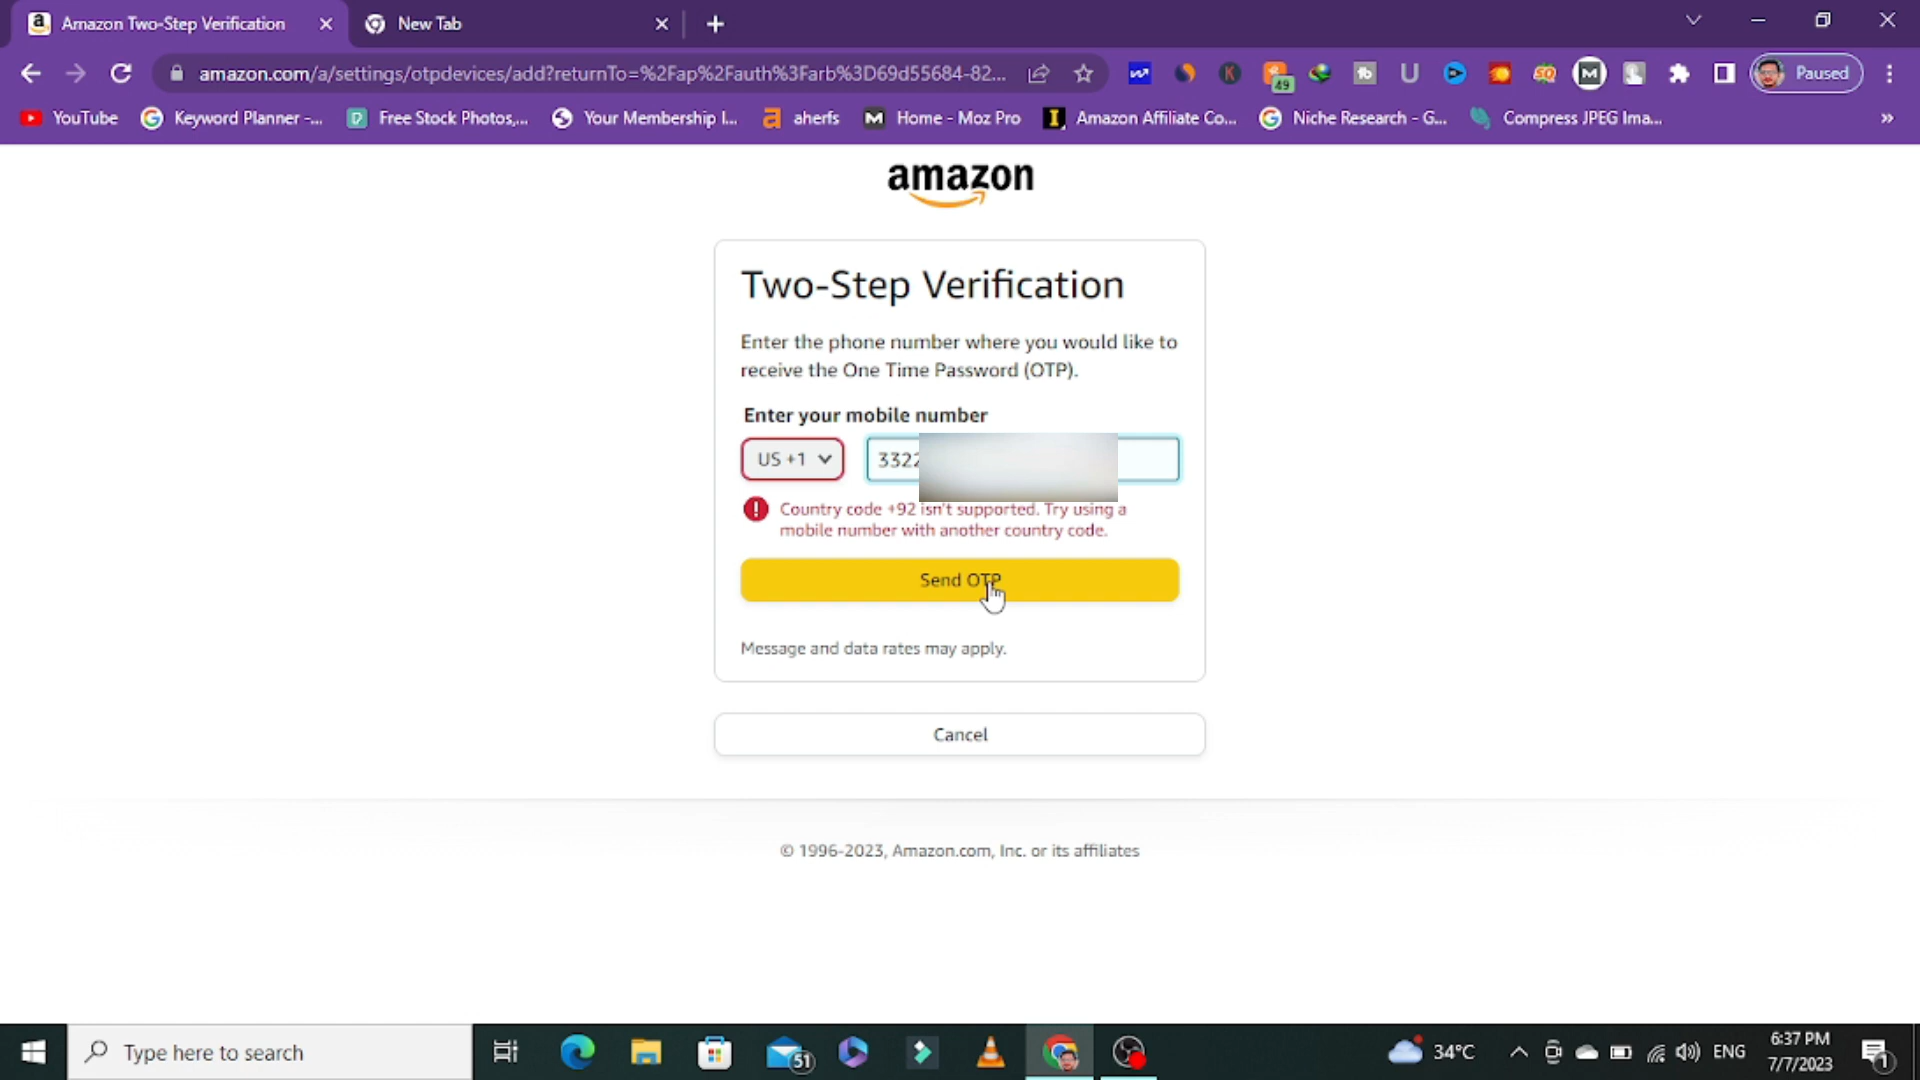 Amazon Two-Step Verification
New Tab
amazon.com/a/settings/otpdevices/add?returnTo=%2Fap%2Fauth%3Farb%3D69d55684-82...
49
Paused
YouTube
Keyword Planner -...
Free Stock Photos,...
Your Membership I...
aherfs
Home - Moz Pro
Amazon Affiliate Co...
Niche Research - G...
Compress JPEG Ima...
»
amazon
Two-Step Verification
Enter the phone number where you would like to
receive the One Time Password (OTP).
Enter your mobile number
US +1
3322
Country code +92 isn't supported. Try using a
mobile number with another country code.
Send OTP
Message and data rates may apply.
Cancel
© 1996-2023, Amazon.com, Inc. or its affiliates
Type here to search
51
34°C
ENG
6:37 PM
7/7/2023
1